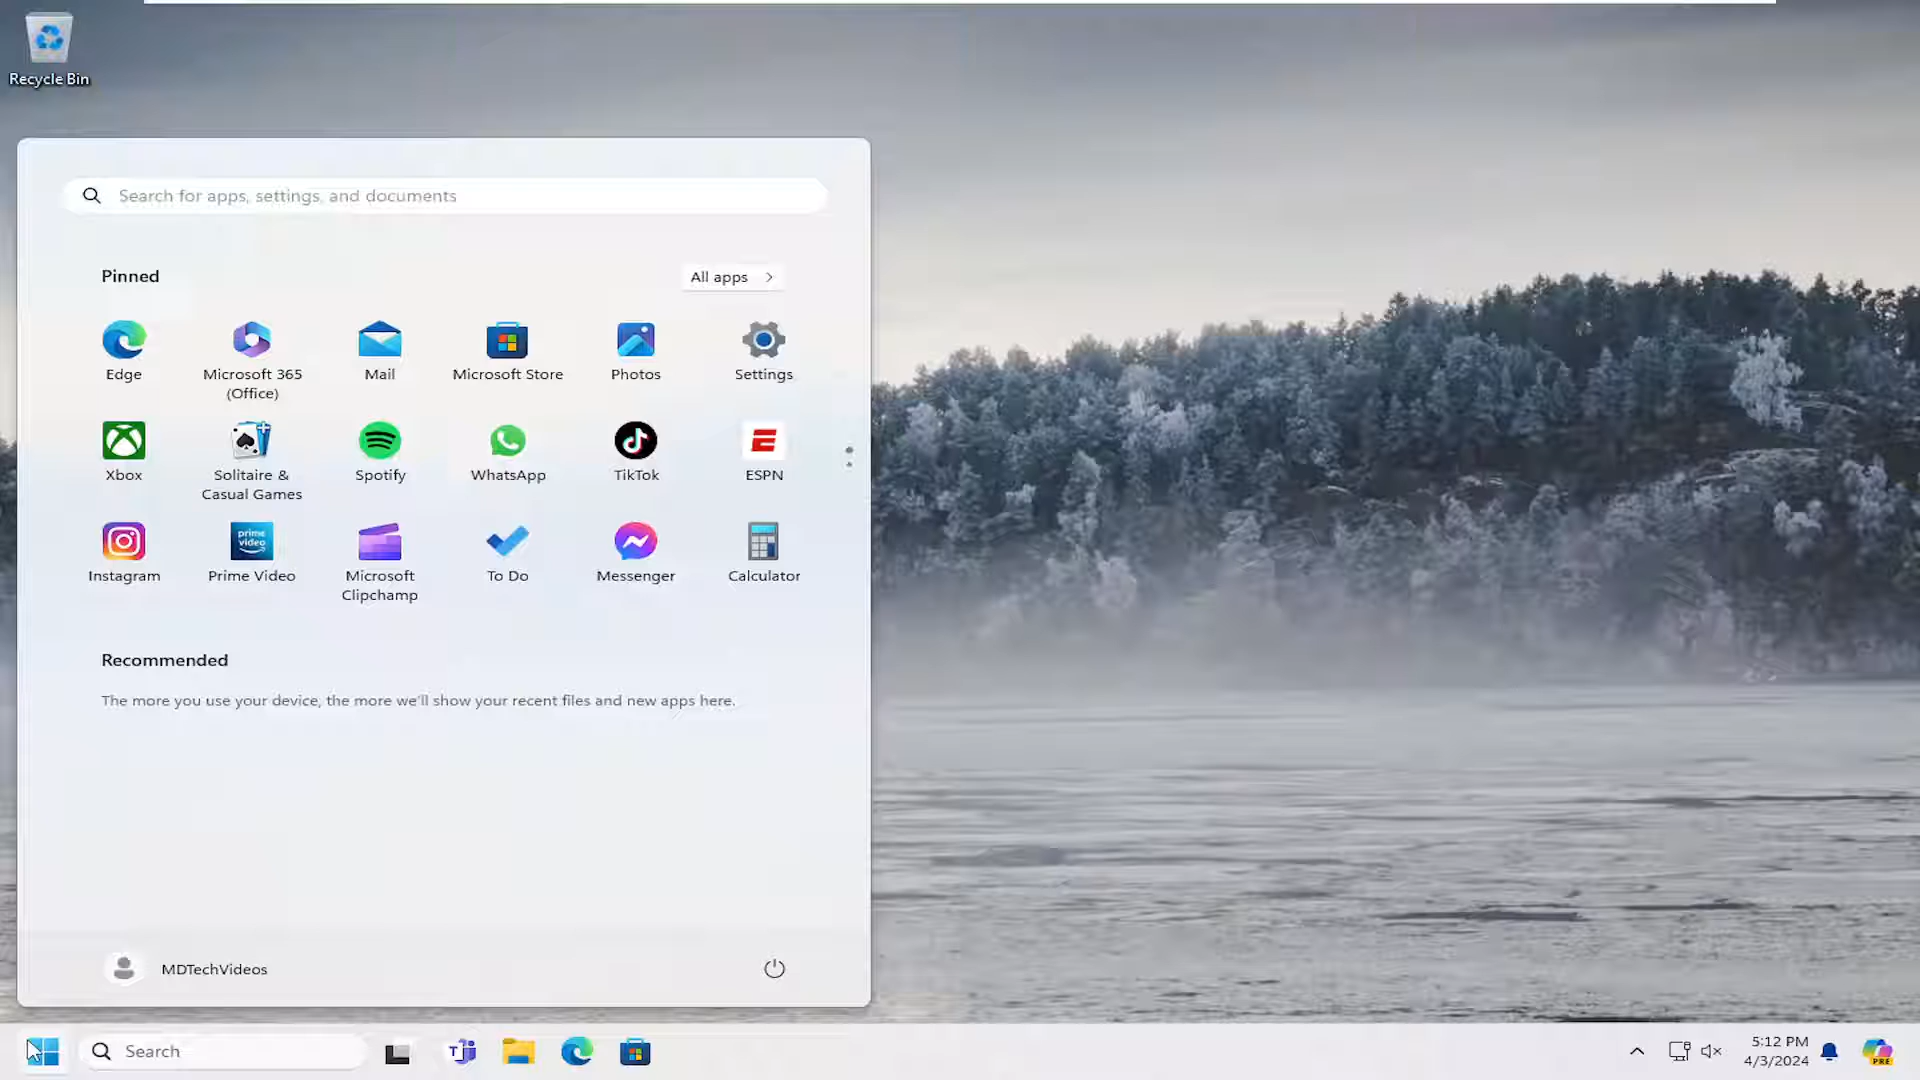 Recycle Bin
Search for apps, settings, and documents
Pinned
All apps
Edge
Microsoft 365
(Office)
Mail
Microsoft Store
Photos
Settings
Xbox
Solitaire &
Casual Games
Spotify
WhatsApp
TikTok
ESPN
prime
video
Instagram
Prime Video
Microsoft
Clipchamp
To Do
Messenger
Calculator
Recommended
The more you use your device, the more we'll show your recent files and new apps here.
MDTechVideos
Search
5:12 PM
4/3/2024
PRE